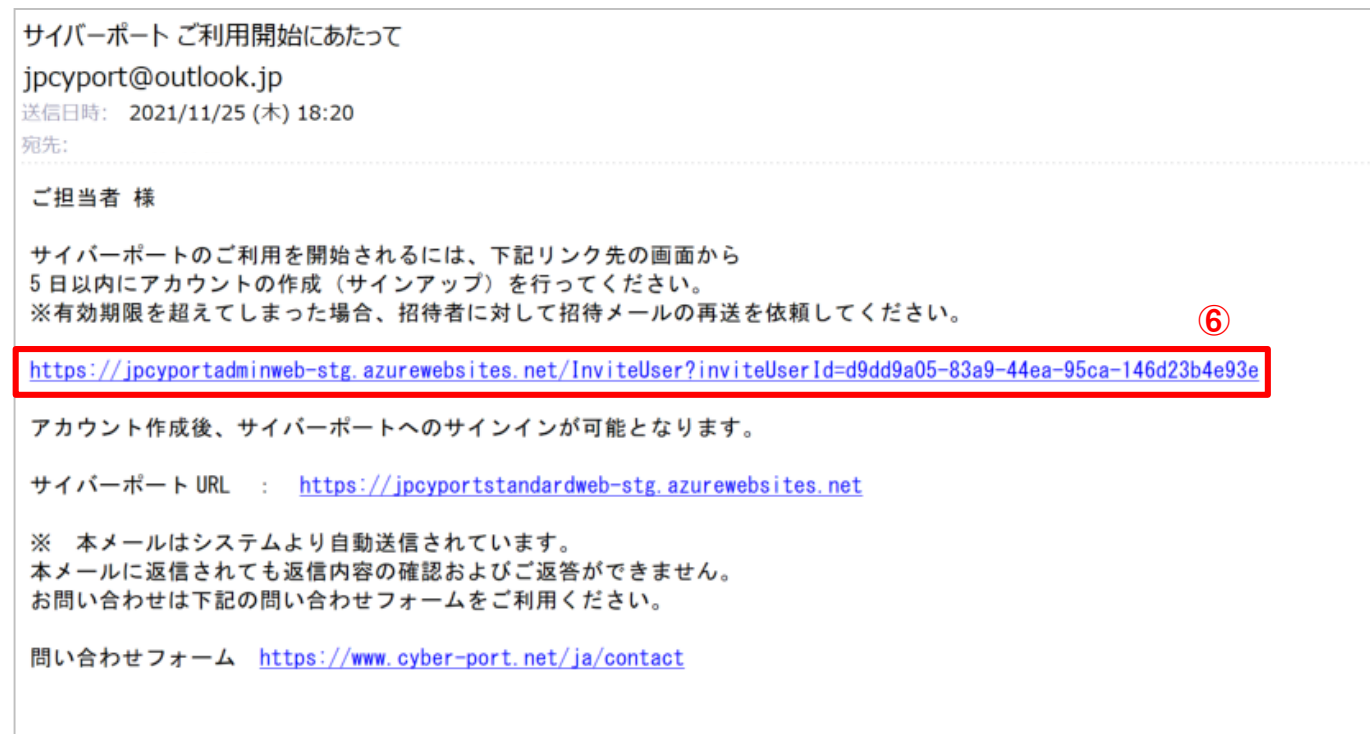 サイバーポート ご利用開始にあたって
jpcyport@outlook.jp
送信日時: 2021/11/25 (木) 18:20
宛先:
ご担当者 様
サイバーポートのご利用を開始されるには、下記リンク先の画面から
5日以内にアカウントの作成（サインアップ）を行ってください。
※有効期限を超えてしまった場合、招待者に対して招待メールの再送を依頼してください。
⑥
https://jpcyportadminweb-stg.azurewebsites.net/InviteUser?inviteUserId=d9dd9a05-83a9-44ea-95ca-146d23b4e93e
アカウント作成後、サイバーポートへのサインインが可能となります。
サイバーポート URL : https://jpcyportstandardweb-stg.azurewebsites.net
※ 本メールはシステムより自動送信されています。
本メールに返信されても返信内容の確認およびご返答ができません。
お問い合わせは下記の問い合わせフォームをご利用ください。
問い合わせフォーム https://www.cyber-port.net/ja/contact